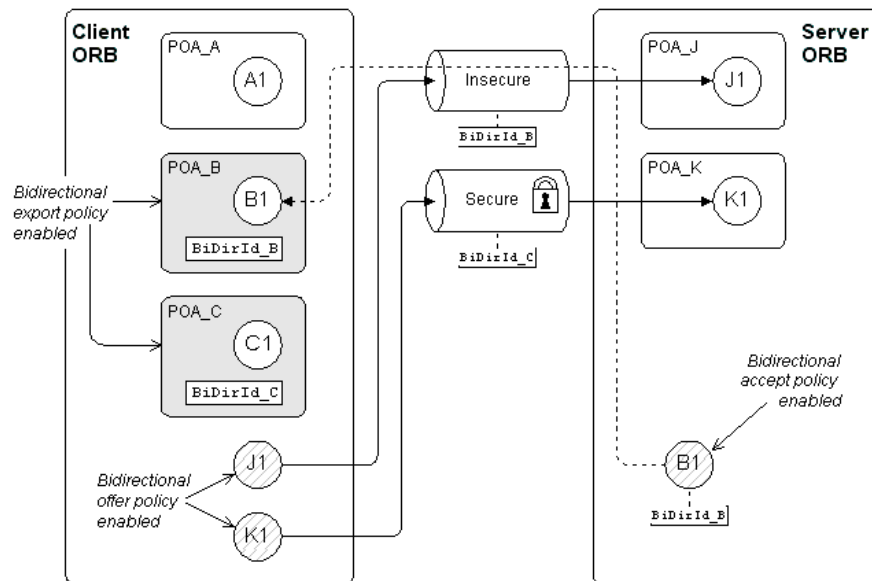 Client
ORB
POA_A
A1
Bidirectional
export policy
enabled
POA_B
B1
BiDirId_B
POA_C
C1
BiDirId_C
Bidirectional
offer policy
enabled
J1
K1
Insecure
BiDirId_B
Secure
BiDirId_C
Server
ORB
POA_J
J1
POA_K
K1
Bidirectional
accept policy
enabled
B1
BiDirId_B